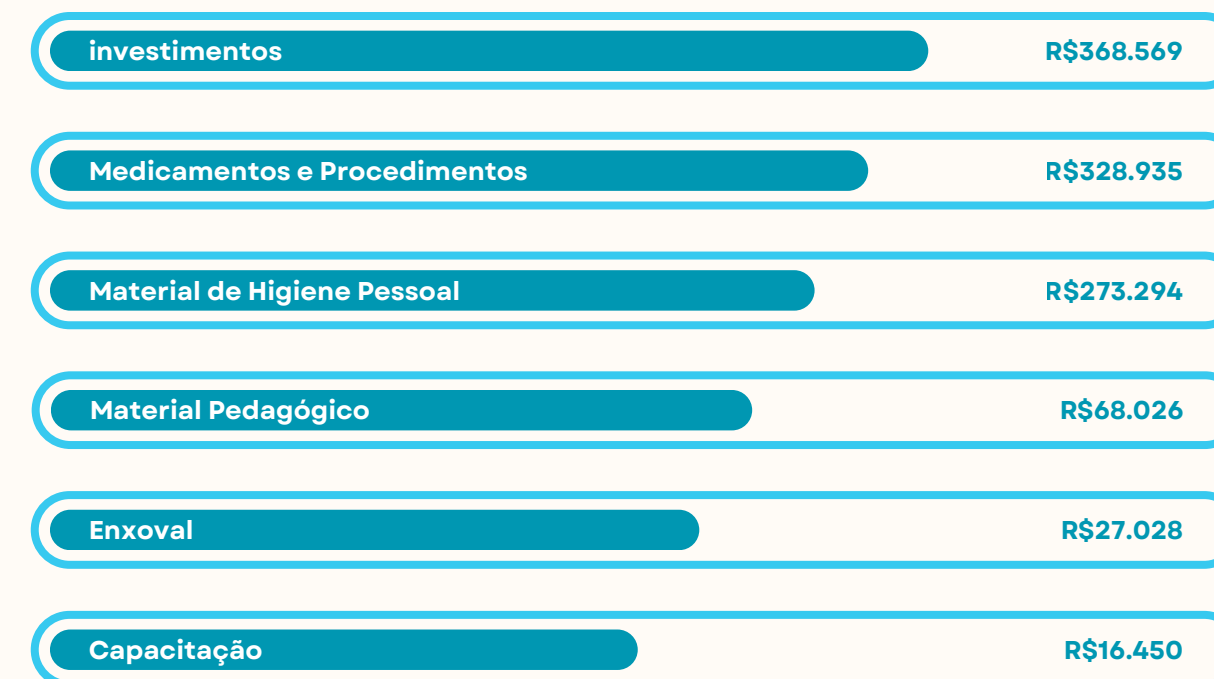 investimentos R$368.569
Medicamentos e Procedimentos R$328.935
Material de Higiene Pessoal R$273.294
Material Pedagógico R$68.026
Enxoval R$27.028
Capacitação R$16.450